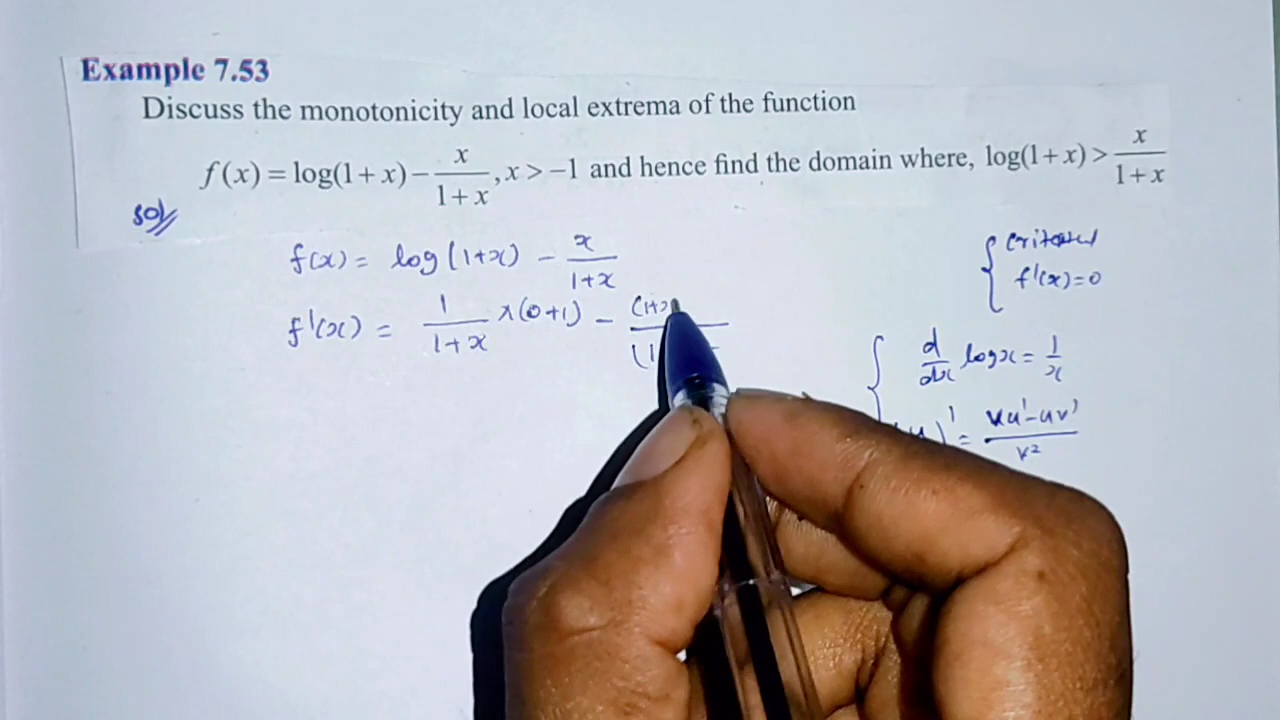 Example 7.53
Discuss the monotonicity and local extrema of the function
f(x) = log(1+x) − x/(1+x), x > −1 and hence find the domain where, log(1+x) > x/(1+x)
Sol
f(x) = log(1+x) − x/(1+x)
f'(x) = 1/(1+x) × (0+1) −
f'(x)=0
d/dx log x = 1/x
)' = (vu' − uv')/v²